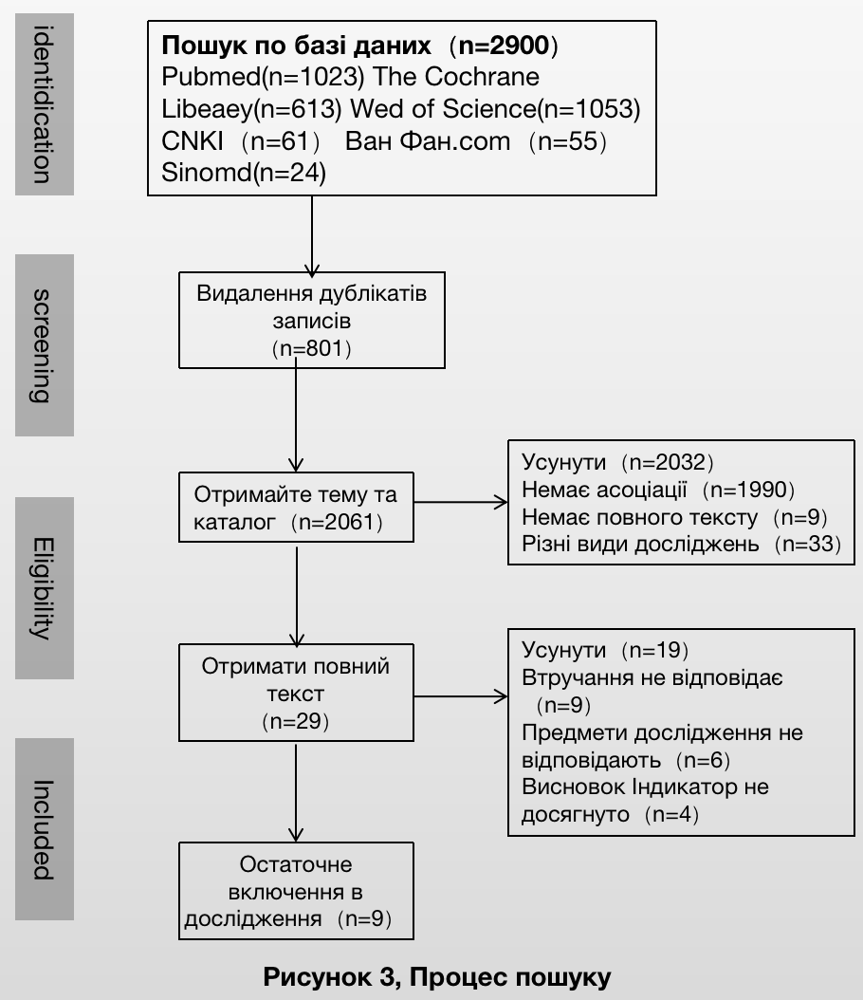 identidication
Пошук по базі даних（n=2900）
Pubmed(n=1023) The Cochrane
Libeaey(n=613) Wed of Science(n=1053)
CNKI（n=61） Ван Фан.com（n=55）
Sinomd(n=24)
screening
Видалення дублікатів
записів
（n=801）
Отримайте тему та
каталог（n=2061）
Усунути（n=2032）
Немає асоціації（n=1990）
Немає повного тексту（n=9）
Різні види досліджень（n=33）
Eligibility
Отримати повний
текст
（n=29）
Усунути（n=19）
Втручання не відповідає
（n=9）
Предмети дослідження не
відповідають（n=6）
Висновок Індикатор не
досягнуто（n=4）
Included
Остаточне
включення в
дослідження（n=9）
Рисунок 3, Процес пошуку